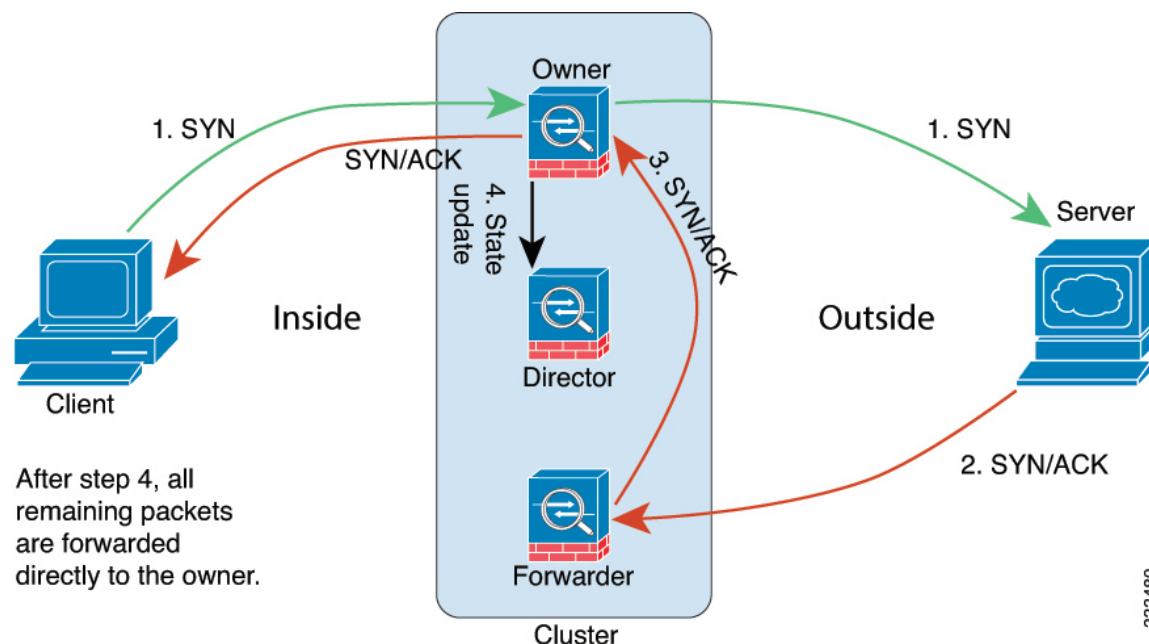 Owner
1. SYN
1. SYN
SYN/ACK
3. SYN/ACK
4. State
update
Server
Inside
Outside
Director
Client
2. SYN/ACK
After step 4, all
remaining packets
are forwarded
directly to the owner.
Forwarder
Cluster